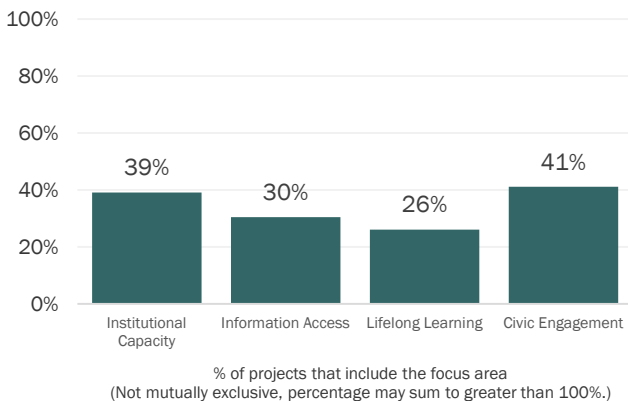 100%
80%
60%
40%
20%
0%
39%
30%
26%
41%
Institutional
Capacity
Information Access
Lifelong Learning
Civic Engagement
% of projects that include the focus area
(Not mutually exclusive, percentage may sum to greater than 100%.)